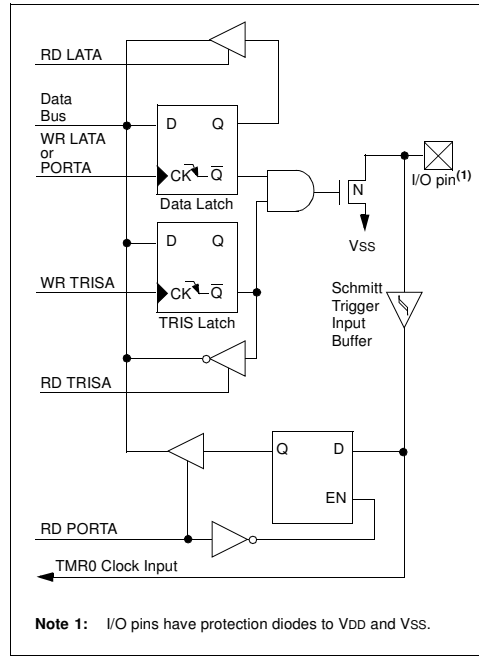 RD LATA
Data
Bus
WR LATA
or
PORTA
D Q
CK Q
Data Latch
N
I/O pin(1)
VSS
D Q
CK Q
WR TRISA
TRIS Latch
Schmitt
Trigger
Input
Buffer
RD TRISA
Q D
EN
RD PORTA
TMR0 Clock Input
Note 1: I/O pins have protection diodes to VDD and VSS.